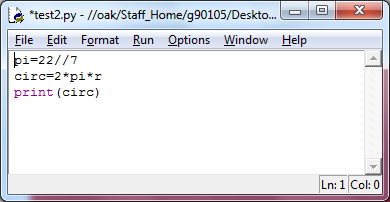 *test2.py - //oak/Staff_Home/g90105/Deskto...
File Edit Format Run Options Window Help
pi=22//7
circ=2*pi*r
print(circ)
Ln: 1 Col: 0